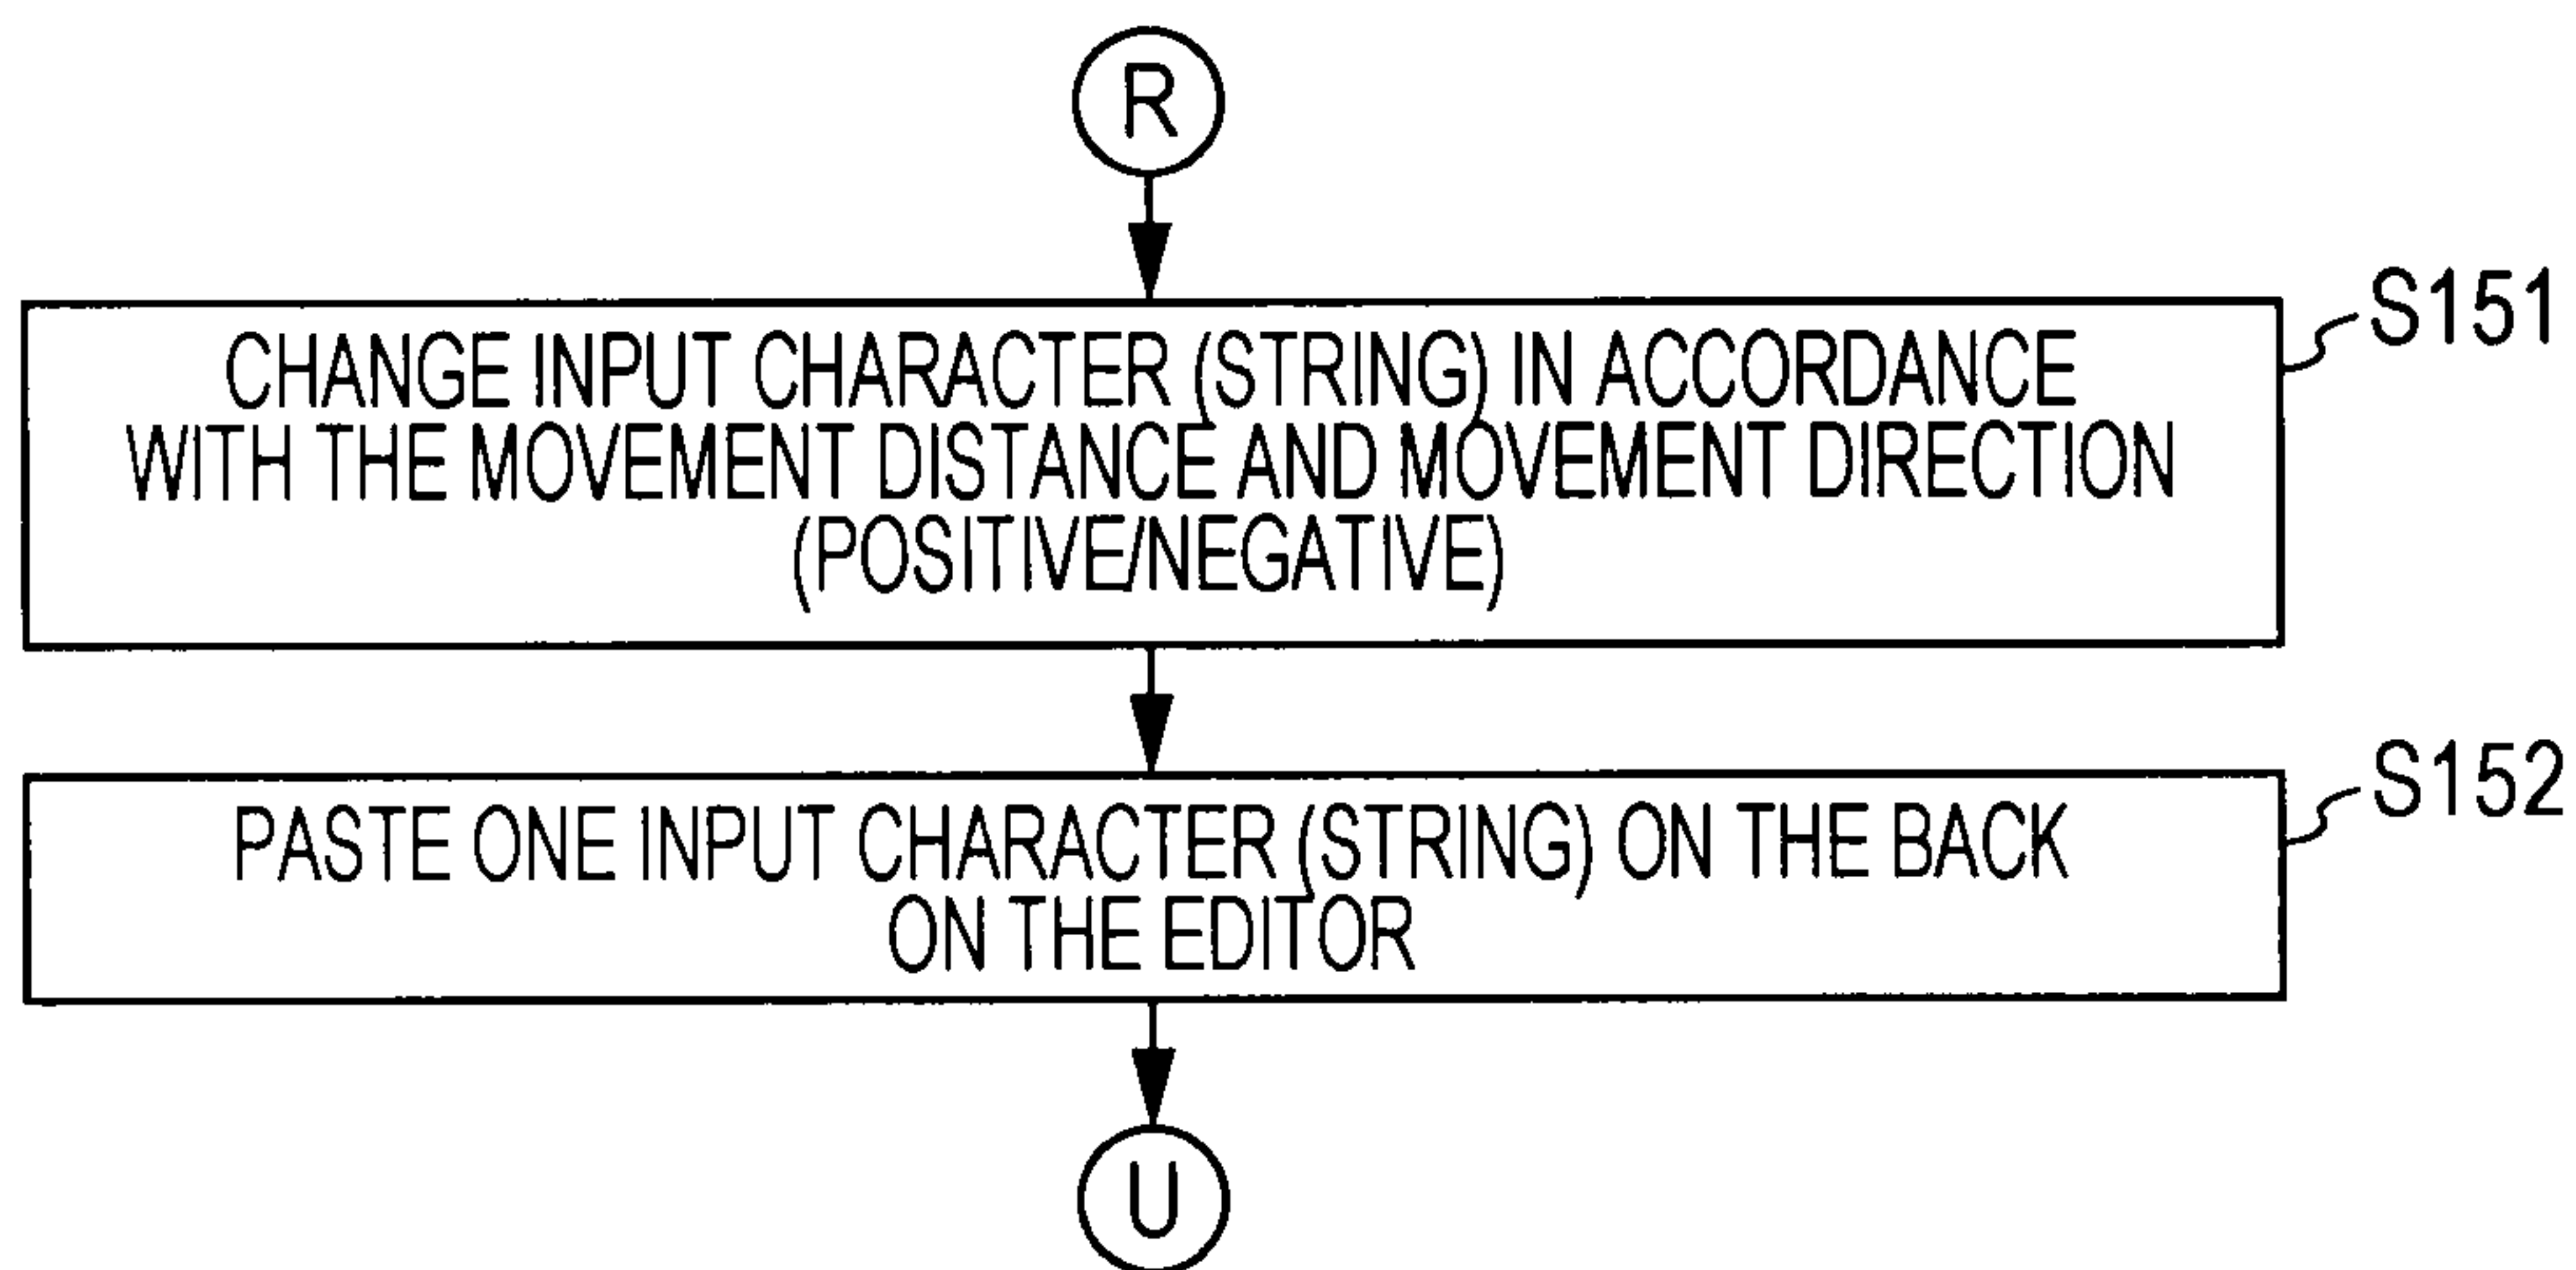 R
S151
CHANGE INPUT CHARACTER (STRING) IN ACCORDANCE
WITH THE MOVEMENT DISTANCE AND MOVEMENT DIRECTION
(POSITIVE/NEGATIVE)
S152
PASTE ONE INPUT CHARACTER (STRING) ON THE BACK
ON THE EDITOR
U